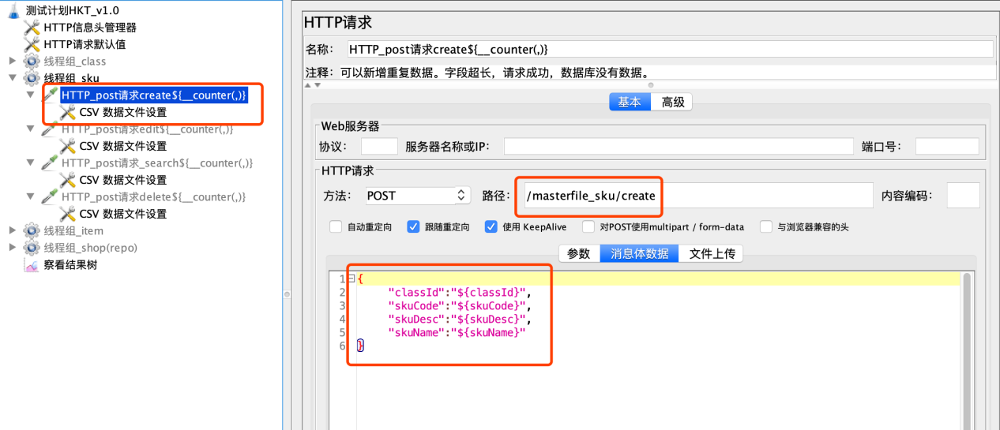 测试计划HKT_v1.0
HTTP信息头管理器
HTTP请求默认值
线程组_class
线程组_sku
HTTP_post请求create${__counter(,)}
CSV 数据文件设置
HTTP_post请求edit${__counter(,)}
CSV 数据文件设置
HTTP_post请求_search${__counter(,)}
CSV 数据文件设置
HTTP_post请求delete${__counter(,)}
CSV 数据文件设置
线程组_item
线程组_shop(repo)
察看结果树
HTTP请求
名称： HTTP_post请求create${__counter(,)}
注释： 可以新增重复数据。字段超长，请求成功，数据库没有数据。
基本 高级
Web服务器
协议： 服务器名称或IP： 端口号：
HTTP请求
方法： POST 路径： /masterfile_sku/create 内容编码：
自动重定向 跟随重定向 使用 KeepAlive 对POST使用multipart / form-data 与浏览器兼容的头
参数 消息体数据 文件上传
1 {
2 "classId":"${classId}",
3 "skuCode":"${skuCode}",
4 "skuDesc":"${skuDesc}",
5 "skuName":"${skuName}"
6 }